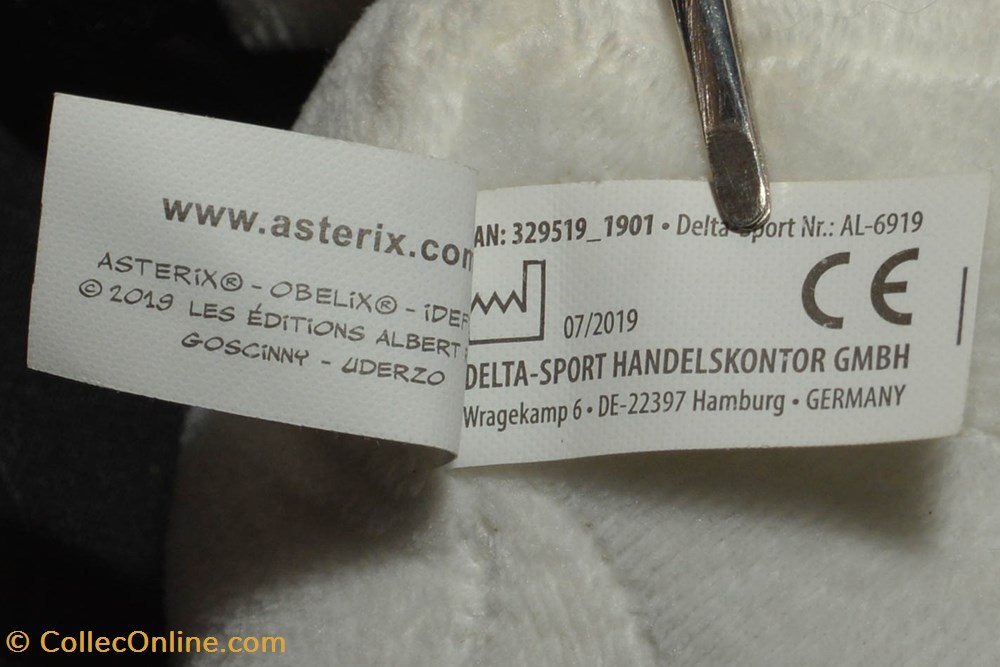 www.asterix.com
ASTERIX® - OBELIX® - IDEF
© 2019 LES ÉDITIONS ALBERT
GOSCINNY - UDERZO
AN: 329519_1901 • Delta-Sport Nr.: AL-6919
CE
07/2019
DELTA-SPORT HANDELSKONTOR GMBH
Wragekamp 6 • DE-22397 Hamburg • GERMANY
© CollecOnline.com